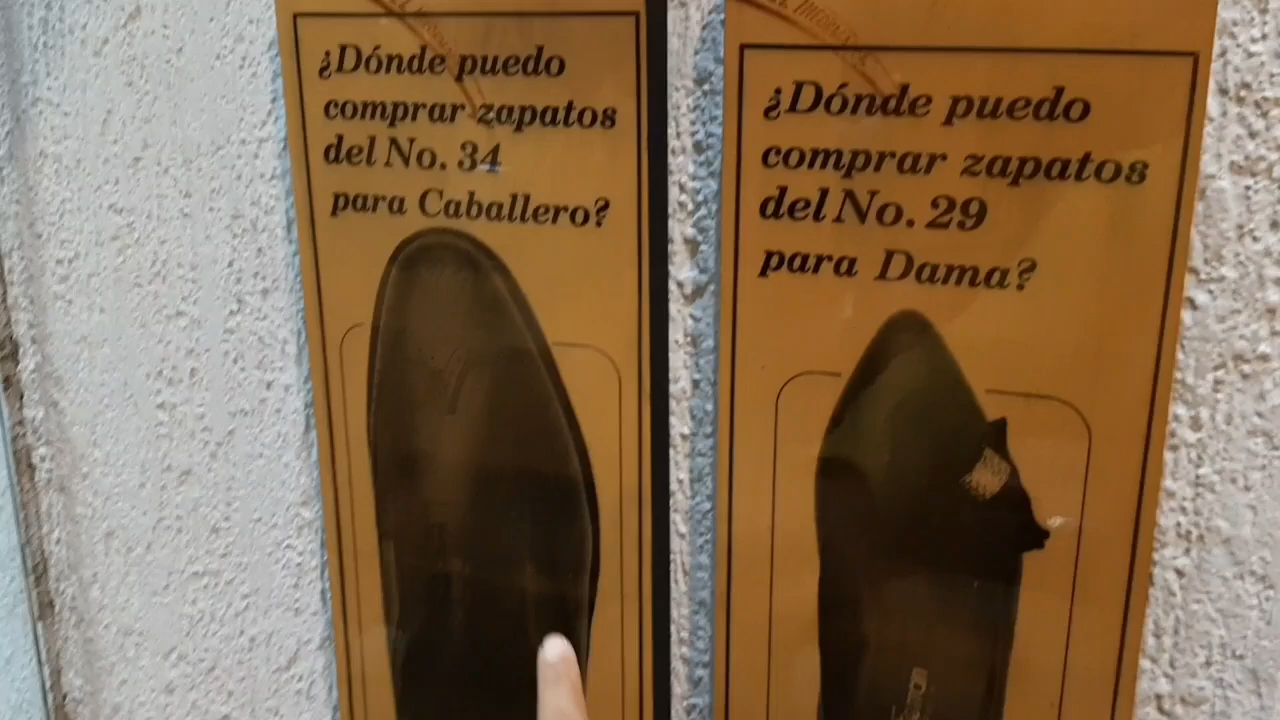 ¿Dónde puedo
comprar zapatos
del No. 34
para Caballero?
¿Dónde puedo
comprar zapatos
del No. 29
para Dama?